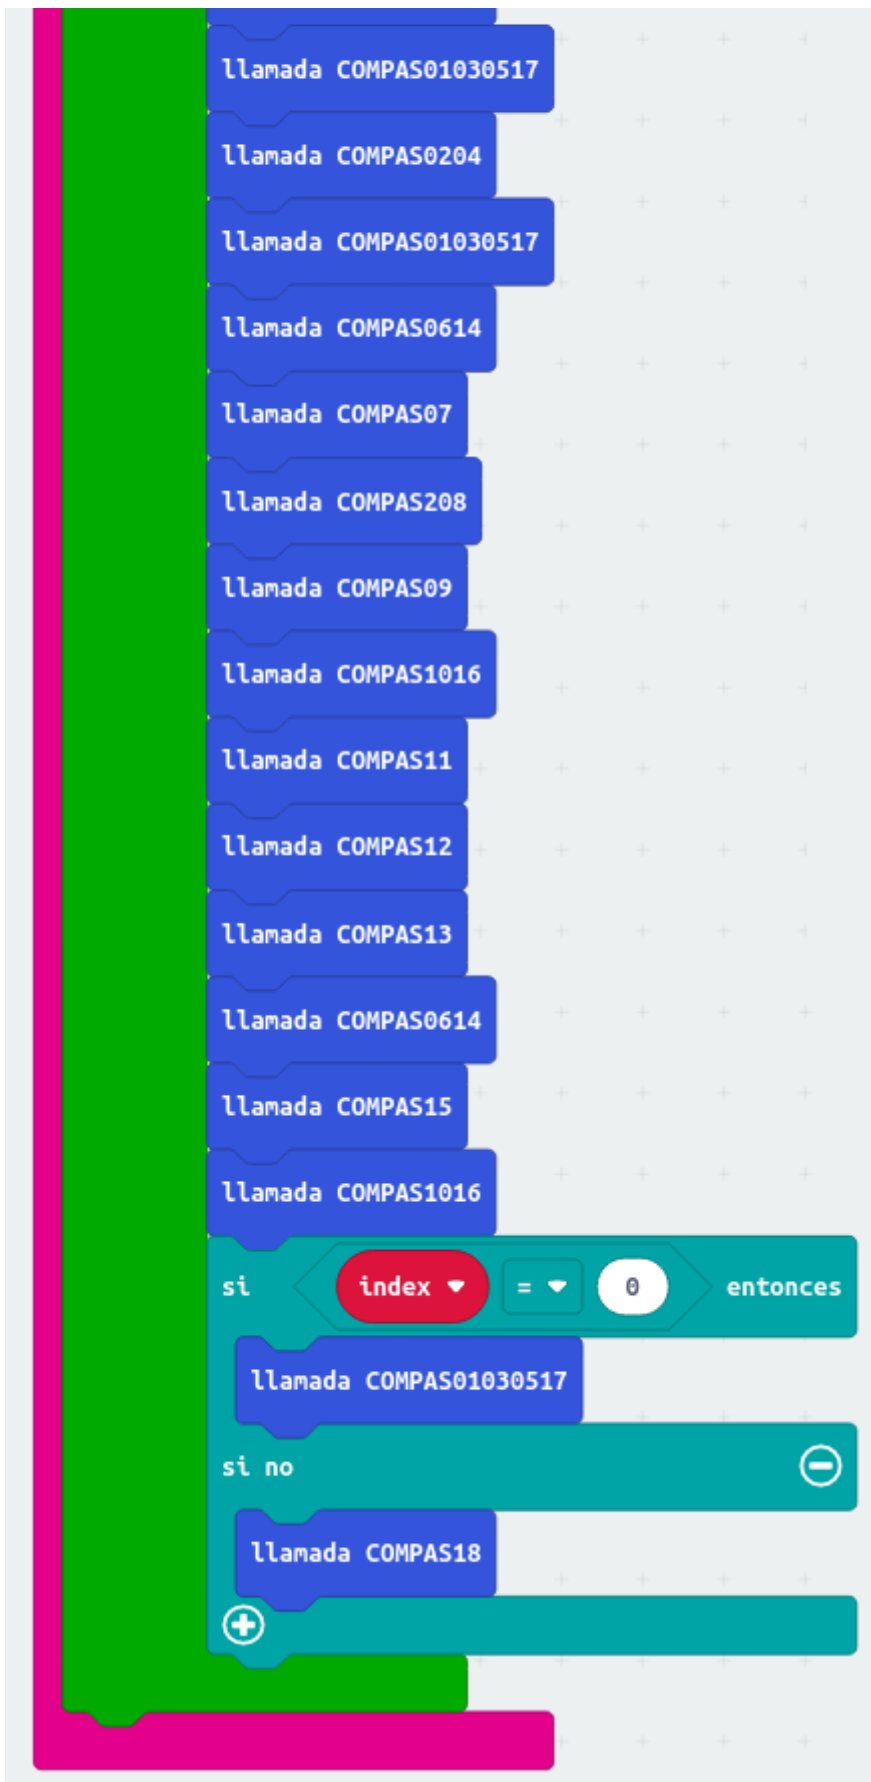 llamada COMPAS01030517
llamada COMPAS0204
llamada COMPAS01030517
llamada COMPAS0614
llamada COMPAS07
llamada COMPAS208
llamada COMPAS09
llamada COMPAS1016
llamada COMPAS11
llamada COMPAS12
llamada COMPAS13
llamada COMPAS0614
llamada COMPAS15
llamada COMPAS1016
si index = 0 entonces
llamada COMPAS01030517
si no
llamada COMPAS18